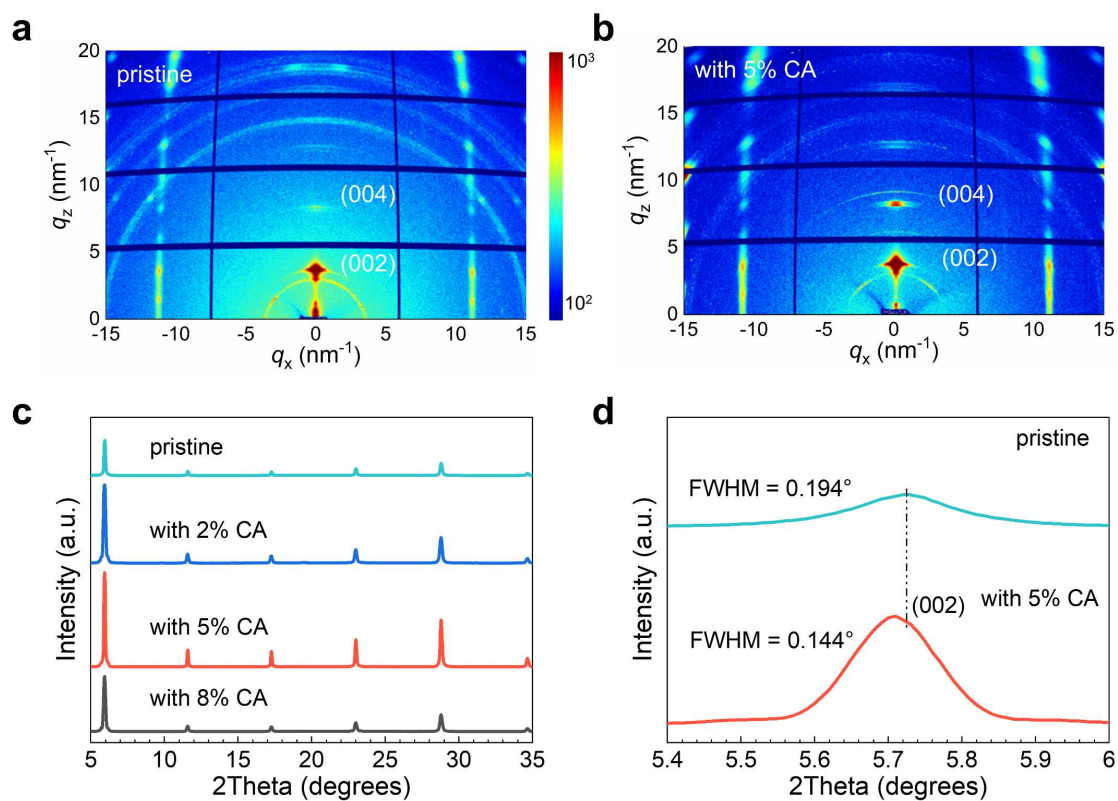 a
pristine
20
15
10
5
0
q_z (nm⁻¹)
(004)
(002)
-15 -10 -5 0 5 10 15
q_x (nm⁻¹)
10³
10²
b
with 5% CA
20
15
10
5
0
q_z (nm⁻¹)
(004)
(002)
-15 -10 -5 0 5 10 15
q_x (nm⁻¹)
c
Intensity (a.u.)
pristine
with 2% CA
with 5% CA
with 8% CA
5 10 15 20 25 30 35
2Theta (degrees)
d
Intensity (a.u.)
pristine
FWHM = 0.194°
(002)
with 5% CA
FWHM = 0.144°
5.4 5.5 5.6 5.7 5.8 5.9 6
2Theta (degrees)